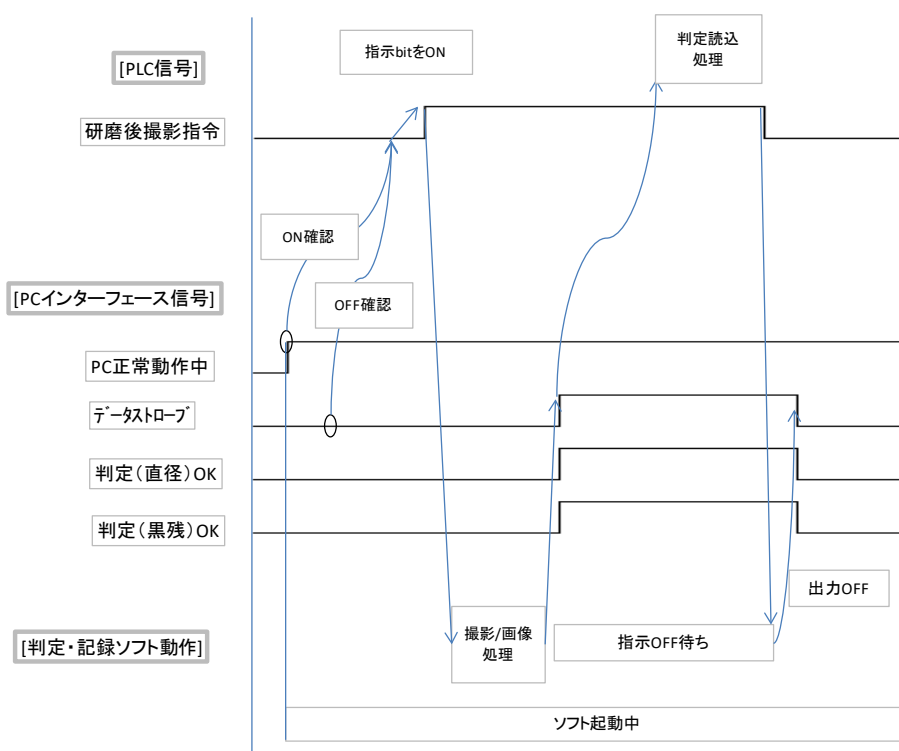 指示bitをON
判定読込
処理
[PLC信号]
研磨後撮影指令
ON確認
[PCインターフェース信号]
OFF確認
PC正常動作中
ﾃﾞｰﾀｽﾄﾛｰﾌﾞ
判定(直径)OK
判定(黒残)OK
出力OFF
撮影/画像
処理
指示OFF待ち
[判定・記録ソフト動作]
ソフト起動中